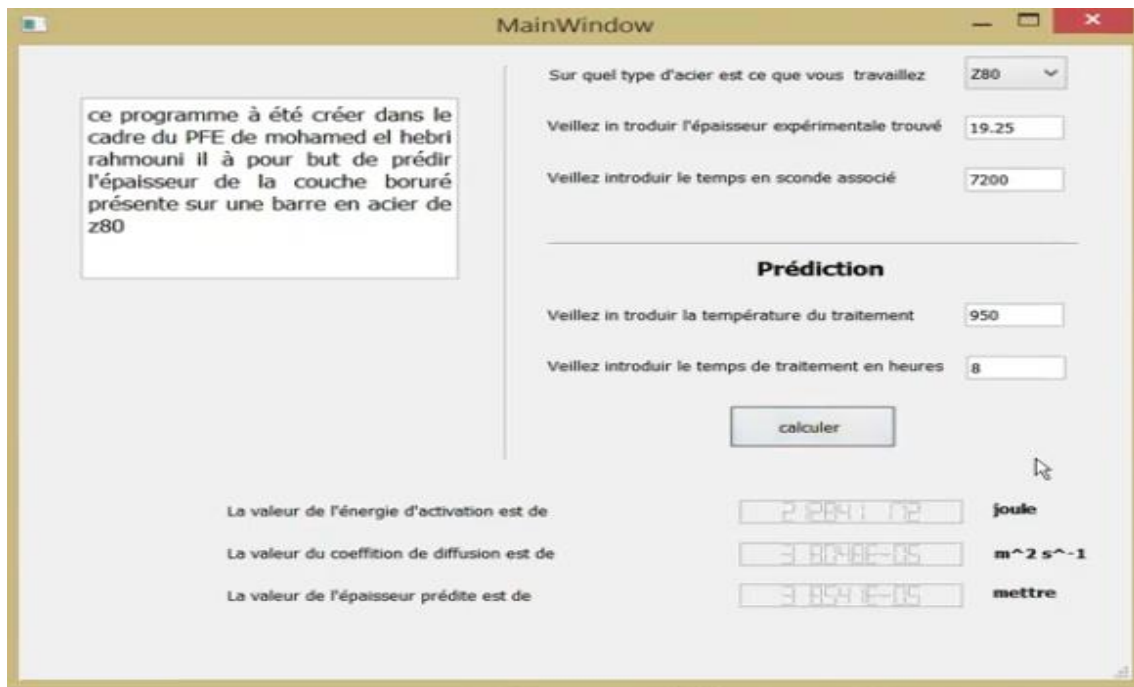 MainWindow
ce programme à été créer dans le
cadre du PFE de mohamed el hebri
rahmouni il à pour but de prédir
l'épaisseur de la couche boruré
présente sur une barre en acier de
z80
Sur quel type d'acier est ce que vous travaillez Z80
Veillez in troduir l'épaisseur expérimentale trouvé 19.25
Veillez introduir le temps en sconde associé 7200
Prédiction
Veillez in troduir la température du traitement 950
Veillez introduir le temps de traitement en heures 8
calculer
La valeur de l'énergie d'activation est de joule
La valeur du coeffition de diffusion est de m^2 s^-1
La valeur de l'épaisseur prédite est de mettre